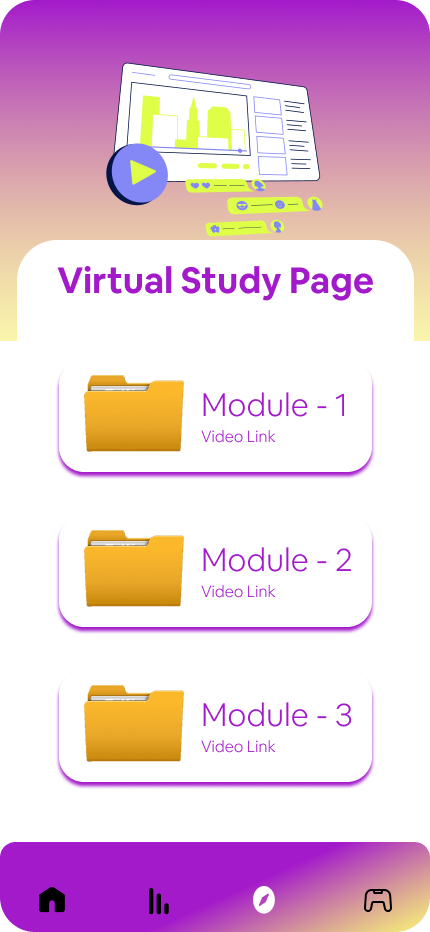 Virtual Study Page
Module - 1
Video Link
Module - 2
Video Link
Module - 3
Video Link